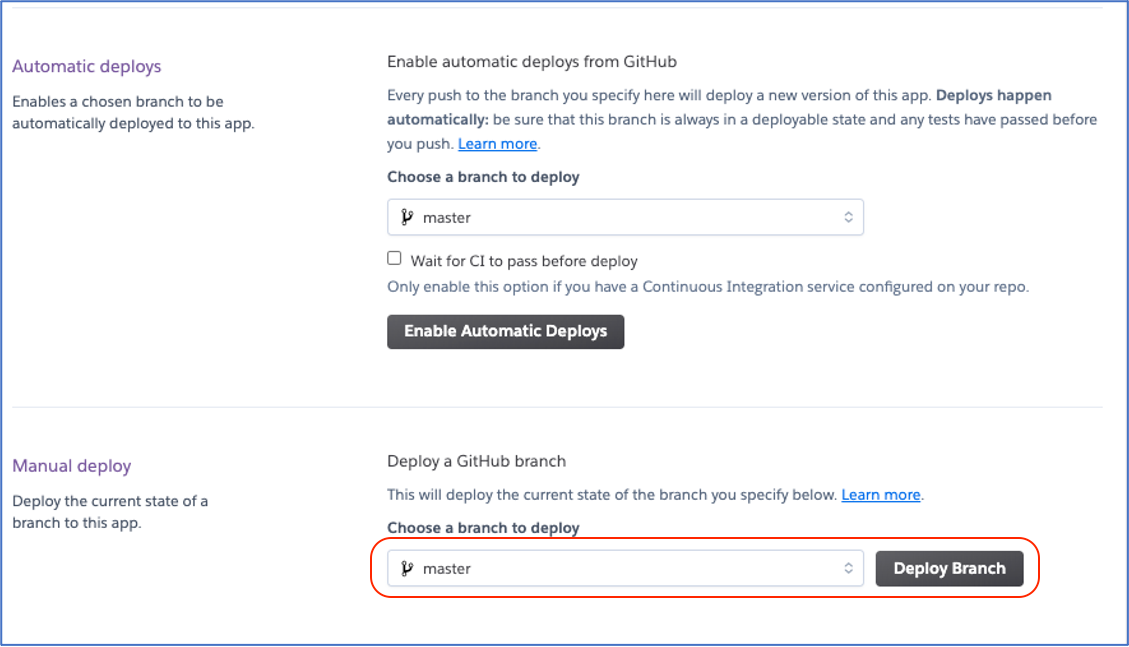 Automatic deploys
Enables a chosen branch to be
automatically deployed to this app.
Enable automatic deploys from GitHub
Every push to the branch you specify here will deploy a new version of this app. Deploys happen
automatically: be sure that this branch is always in a deployable state and any tests have passed before
you push. Learn more.
Choose a branch to deploy
master
Wait for CI to pass before deploy
Only enable this option if you have a Continuous Integration service configured on your repo.
Enable Automatic Deploys
Manual deploy
Deploy the current state of a
branch to this app.
Deploy a GitHub branch
This will deploy the current state of the branch you specify below. Learn more.
Choose a branch to deploy
master
Deploy Branch